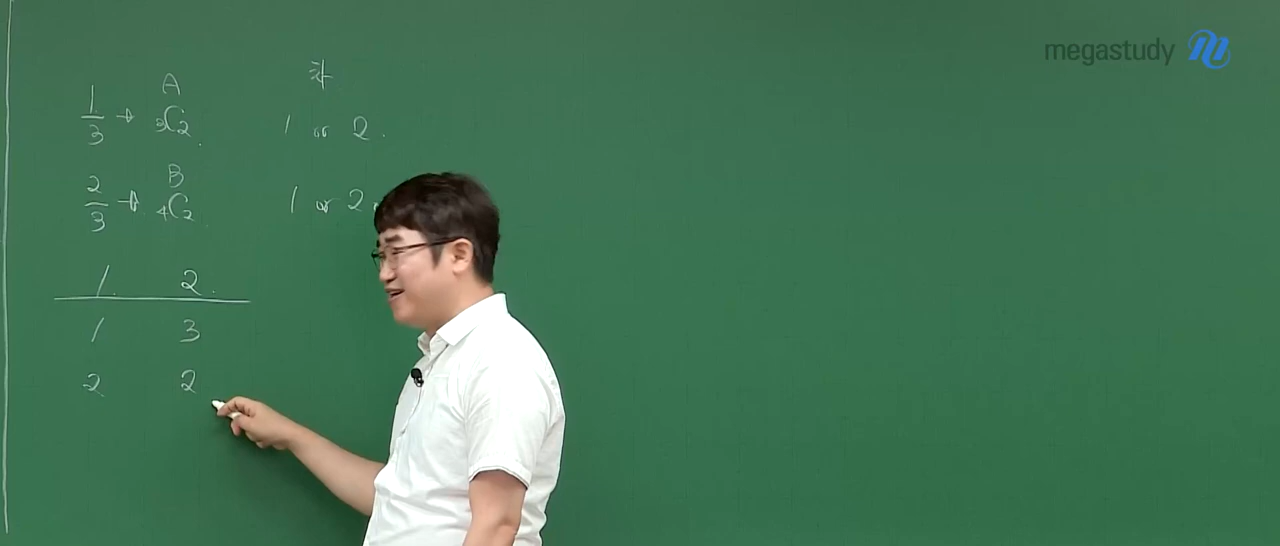 megastudy
A 차
1/3 → ₃C₂. 1 or 2.
B
2/3 → ₄C₂. 1 or 2.
1. 2.
1 3
2 2